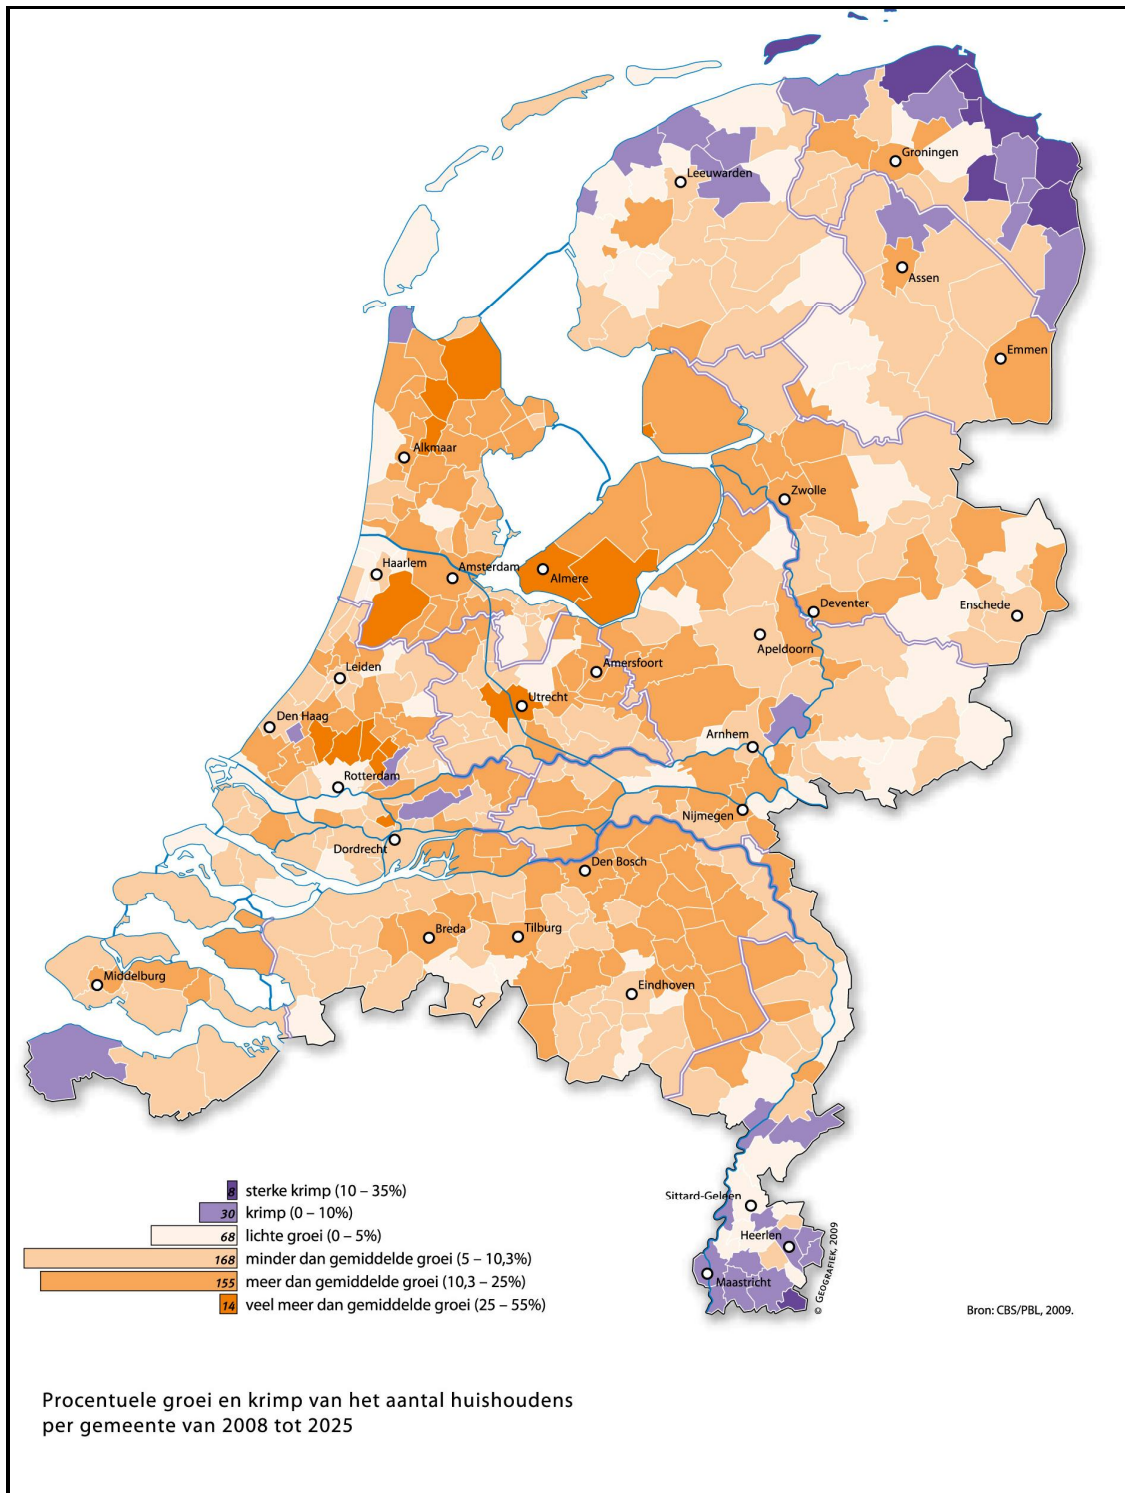 Groningen
Leeuwarden
Assen
Emmen
Alkmaar
Zwolle
Haarlem
Amsterdam
Almere
Deventer
Enschede
Apeldoorn
Leiden
Amersfoort
Utrecht
Den Haag
Arnhem
Rotterdam
Nijmegen
Dordrecht
Den Bosch
Breda
Tilburg
Middelburg
Eindhoven
Sittard-Geleen
Heerlen
Maastricht
8 sterke krimp (10 – 35%)
30 krimp (0 – 10%)
68 lichte groei (0 – 5%)
168 minder dan gemiddelde groei (5 – 10,3%)
155 meer dan gemiddelde groei (10,3 – 25%)
14 veel meer dan gemiddelde groei (25 – 55%)
© GEOGRAFIEK, 2009
Bron: CBS/PBL, 2009.
Procentuele groei en krimp van het aantal huishoudens
per gemeente van 2008 tot 2025